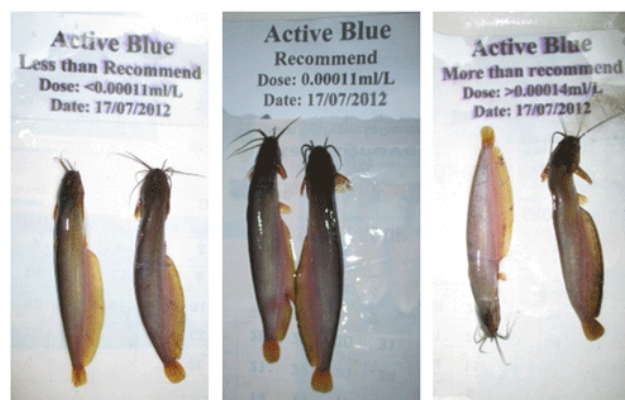 Active Blue
Less than Recommend
Dose: <0.00011ml/L
Date: 17/07/2012
Active Blue
Recommend
Dose: 0.00011ml/L
Date: 17/07/2012
Active Blue
More than recommend
Dose: >0.00014ml/L
Date: 17/07/2012